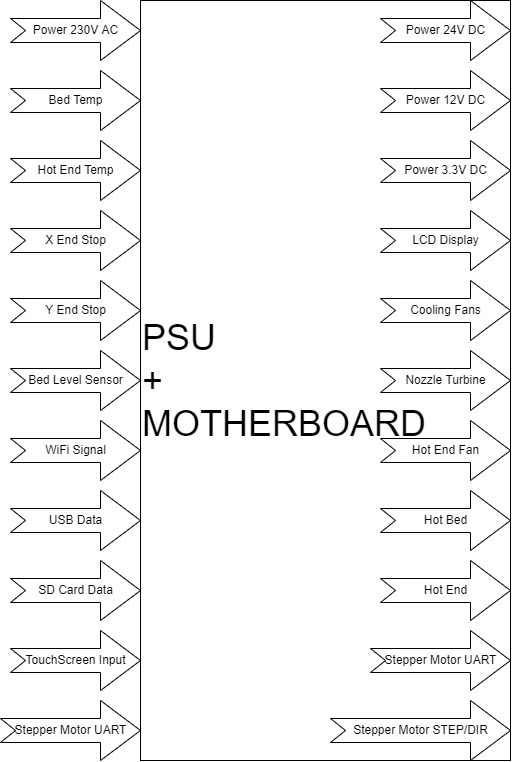 Power 230V AC
Bed Temp
Hot End Temp
X End Stop
Y End Stop
Bed Level Sensor
WiFi Signal
USB Data
SD Card Data
TouchScreen Input
Stepper Motor UART
PSU
+
MOTHERBOARD
Power 24V DC
Power 12V DC
Power 3.3V DC
LCD Display
Cooling Fans
Nozzle Turbine
Hot End Fan
Hot Bed
Hot End
Stepper Motor UART
Stepper Motor STEP/DIR